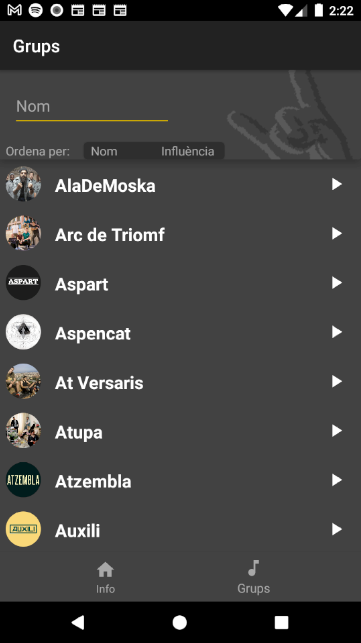 2:22
Grups
Nom
Ordena per: Nom Influència
AlaDeMoska
Arc de Triomf
ASPART Aspart
Aspencat
At Versaris
Atupa
ATZEMBLA Atzembla
AUXILI Auxili
Info Grups